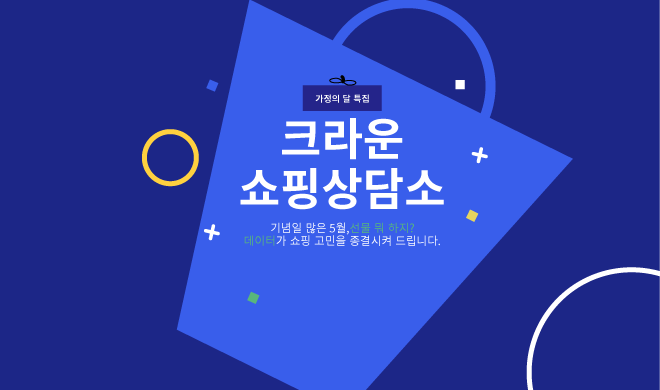 가정의 달 특집
크라운
쇼핑상담소
기념일 많은 5월,선물 뭐 하지?
데이터가 쇼핑 고민을 종결시켜 드립니다.